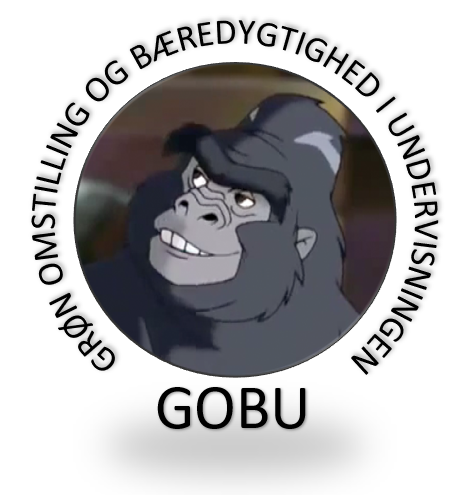 GRØN OMSTILLING OG BÆREDYGTIGHED I UNDERVISNINGEN
GOBU